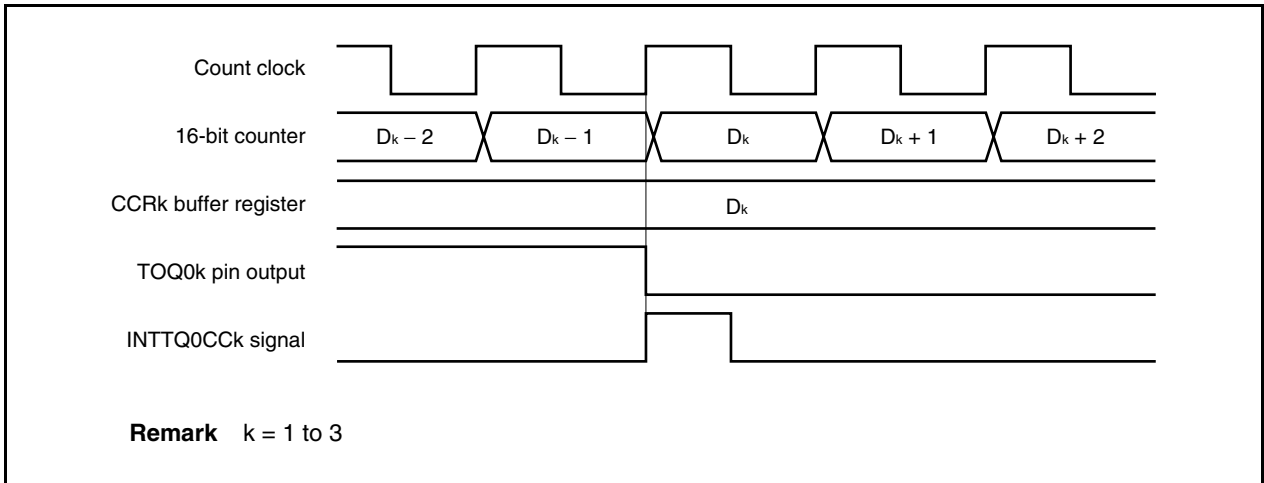 Count clock
16-bit counter
Dk − 2
Dk − 1
Dk
Dk + 1
Dk + 2
CCRk buffer register
Dk
TOQ0k pin output
INTTQ0CCk signal
Remark k = 1 to 3